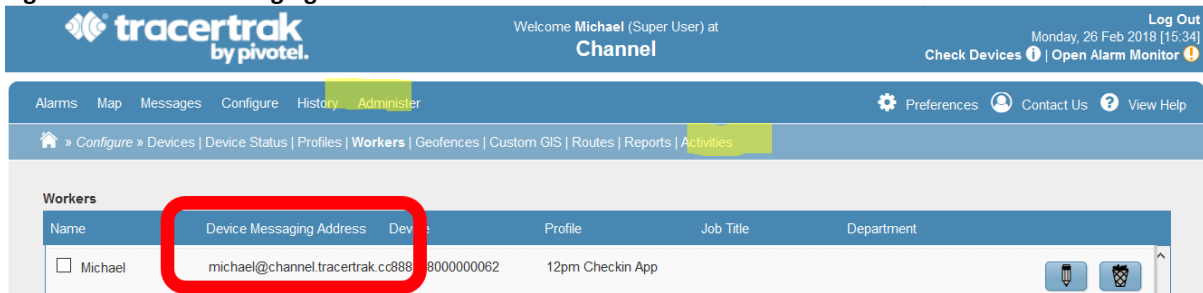 tracertrak
by pivotel.
Welcome Michael (Super User) at
Channel
Log Out
Monday, 26 Feb 2018 [15:34]
Check Devices | Open Alarm Monitor
Alarms Map Messages Configure History Administer
Preferences Contact Us View Help
» Configure » Devices | Device Status | Profiles | Workers | Geofences | Custom GIS | Routes | Reports | Activities
Workers
Name Device Messaging Address Profile Job Title Department
Michael michael@channel.tracertrak.cc 12pm Checkin App